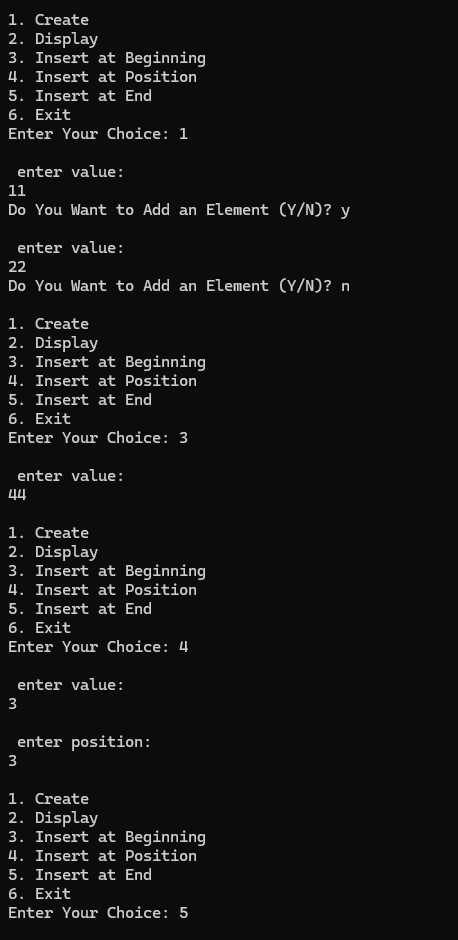 1. Create
2. Display
3. Insert at Beginning
4. Insert at Position
5. Insert at End
6. Exit
Enter Your Choice: 1
enter value:
11
Do You Want to Add an Element (Y/N)? y
enter value:
22
Do You Want to Add an Element (Y/N)? n
1. Create
2. Display
3. Insert at Beginning
4. Insert at Position
5. Insert at End
6. Exit
Enter Your Choice: 3
enter value:
44
1. Create
2. Display
3. Insert at Beginning
4. Insert at Position
5. Insert at End
6. Exit
Enter Your Choice: 4
enter value:
3
enter position:
3
1. Create
2. Display
3. Insert at Beginning
4. Insert at Position
5. Insert at End
6. Exit
Enter Your Choice: 5